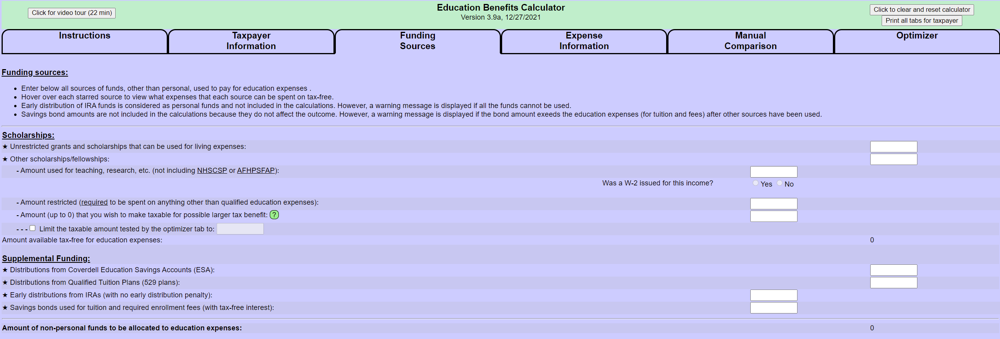 Click for video tour (22 min)
Education Benefits Calculator
Version 3.9a, 12/27/2021
Click to clear and reset calculator
Print all tabs for taxpayer
Instructions
Taxpayer
Information
Funding
Sources
Expense
Information
Manual
Comparison
Optimizer
Funding sources:
• Enter below all sources of funds, other than personal, used to pay for education expenses .
• Hover over each starred source to view what expenses that each source can be spent on tax-free.
• Early distribution of IRA funds is considered as personal funds and not included in the calculations. However, a warning message is displayed if all the funds cannot be used.
• Savings bond amounts are not included in the calculations because they do not affect the outcome. However, a warning message is displayed if the bond amount exeeds the education expenses (for tuition and fees) after other sources have been used.
Scholarships:
★ Unrestricted grants and scholarships that can be used for living expenses:
★ Other scholarships/fellowships:
- Amount used for teaching, research, etc. (not including NHSCSP or AFHPSFAP):
Was a W-2 issued for this income? Yes No
- Amount restricted (required to be spent on anything other than qualified education expenses):
- Amount (up to 0) that you wish to make taxable for possible larger tax benefit: ?
- - - Limit the taxable amount tested by the optimizer tab to:
Amount available tax-free for education expenses: 0
Supplemental Funding:
★ Distributions from Coverdell Education Savings Accounts (ESA):
★ Distributions from Qualified Tuition Plans (529 plans):
★ Early distributions from IRAs (with no early distribution penalty):
★ Savings bonds used for tuition and required enrollment fees (with tax-free interest):
Amount of non-personal funds to be allocated to education expenses: 0